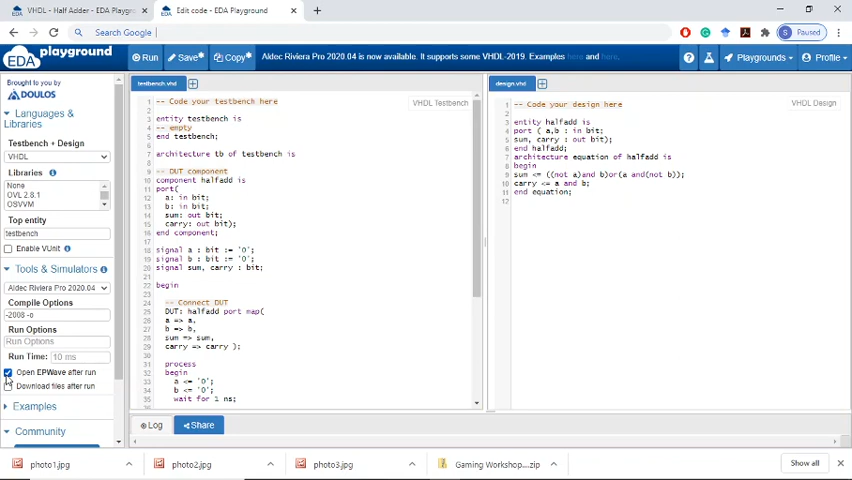 VHDL - Half Adder - EDA Playgrou
Edit code - EDA Playground
Search Google
Paused
EDA playground
Run
Save*
Copy*
Aldec Riviera Pro 2020.04 is now available. It supports some VHDL-2019. Examples here and here.
Playgrounds
Profile
Brought to you by
DOULOS
Languages &
Libraries
Testbench + Design
VHDL
Libraries
None
OVL 2.8.1
OSVVM
Top entity
testbench
Enable VUnit
Tools & Simulators
Aldec Riviera Pro 2020.04
Compile Options
-2008 -o
Run Options
Run Options
Run Time: 10 ms
Open EPWave after run
Download files after run
Examples
Community
testbench.vhd
VHDL Testbench
1 -- Code your testbench here
2
3 entity testbench is
4 -- empty
5 end testbench;
6
7 architecture tb of testbench is
8
9 -- DUT component
10 component halfadd is
11 port(
12 a: in bit;
13 b: in bit;
14 sum: out bit;
15 carry: out bit);
16 end component;
17
18 signal a : bit := '0';
19 signal b : bit := '0';
20 signal sum, carry : bit;
21
22 begin
23
24 -- Connect DUT
25 DUT: halfadd port map(
26 a => a,
27 b => b,
28 sum => sum,
29 carry => carry );
30
31 process
32 begin
33 a <= '0';
34 b <= '0';
35 wait for 1 ns;
design.vhd
VHDL Design
1 -- Code your design here
2
3 entity halfadd is
4 port ( a,b : in bit;
5 sum, carry : out bit);
6 end halfadd;
7 architecture equation of halfadd is
8 begin
9 sum <= ((not a)and b)or(a and(not b));
10 carry <= a and b;
11 end equation;
12
Log
Share
photo1.jpg
photo2.jpg
photo3.jpg
Gaming Workshop....zip
Show all